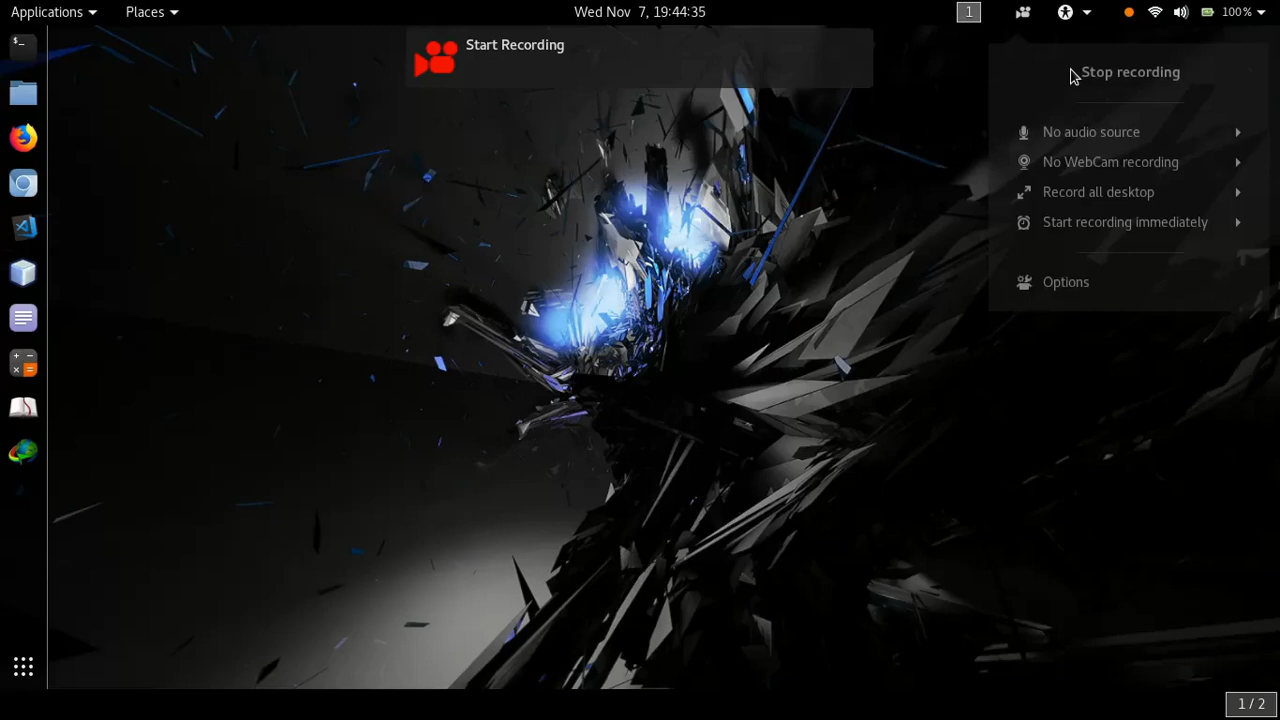 Applications
Places
Wed Nov 7, 19:44:35
1
100%
Start Recording
Stop recording
No audio source
No WebCam recording
Record all desktop
Start recording immediately
Options
1 / 2